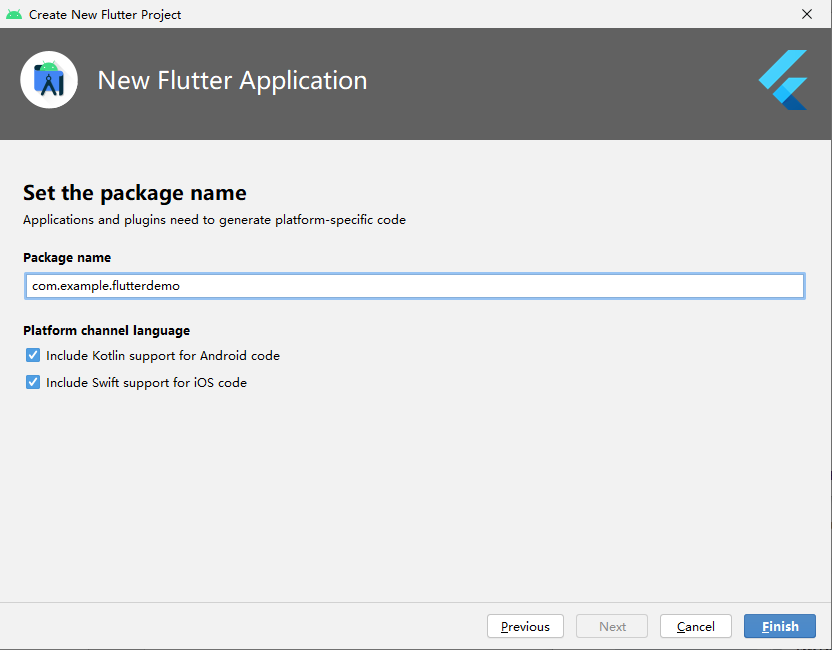 Create New Flutter Project
New Flutter Application
Set the package name
Applications and plugins need to generate platform-specific code
Package name
com.example.flutterdemo
Platform channel language
Include Kotlin support for Android code
Include Swift support for iOS code
Previous
Next
Cancel
Finish